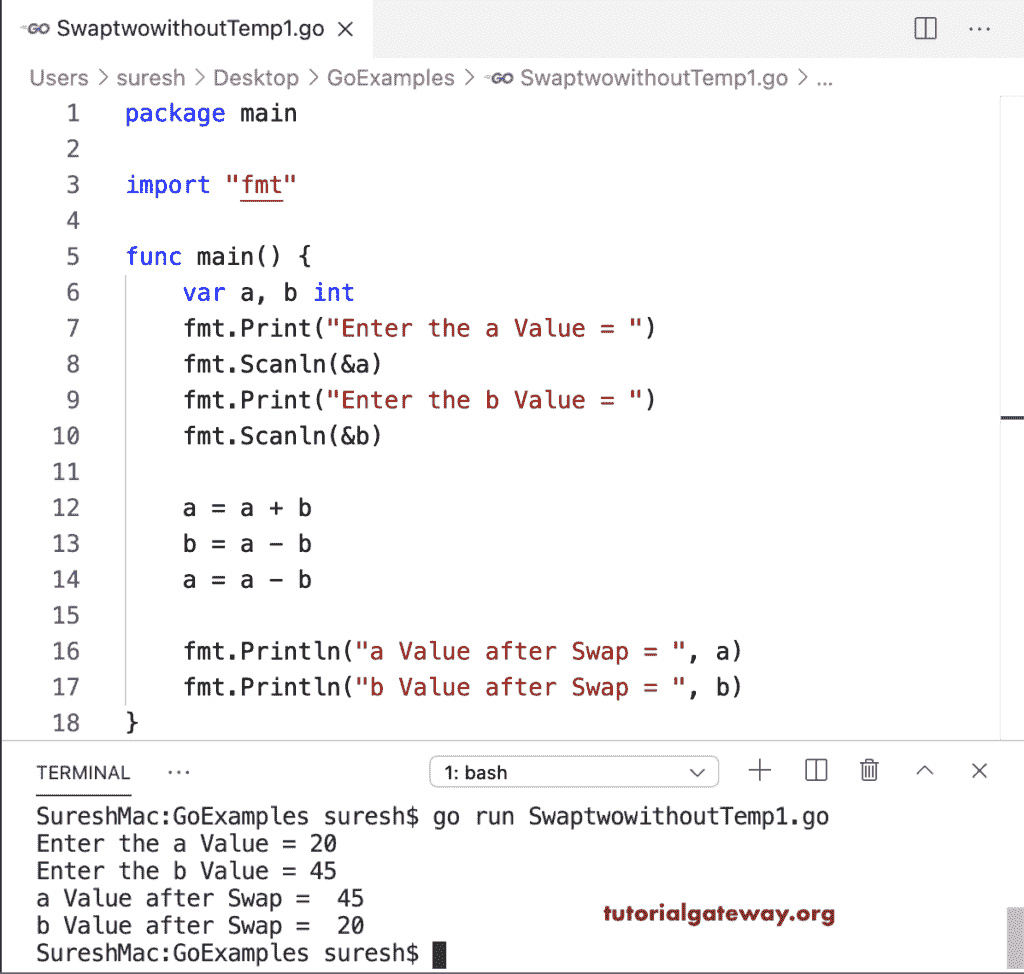 GO SwaptwowithoutTemp1.go
Users > suresh > Desktop > GoExamples > GO SwaptwowithoutTemp1.go > ...
1 package main
2
3 import "fmt"
4
5 func main() {
6     var a, b int
7     fmt.Print("Enter the a Value = ")
8     fmt.Scanln(&a)
9     fmt.Print("Enter the b Value = ")
10     fmt.Scanln(&b)
11
12     a = a + b
13     b = a - b
14     a = a - b
15
16     fmt.Println("a Value after Swap = ", a)
17     fmt.Println("b Value after Swap = ", b)
18 }
TERMINAL ... 1: bash
SureshMac:GoExamples suresh$ go run SwaptwowithoutTemp1.go
Enter the a Value = 20
Enter the b Value = 45
a Value after Swap =  45
b Value after Swap =  20
SureshMac:GoExamples suresh$
tutorialgateway.org